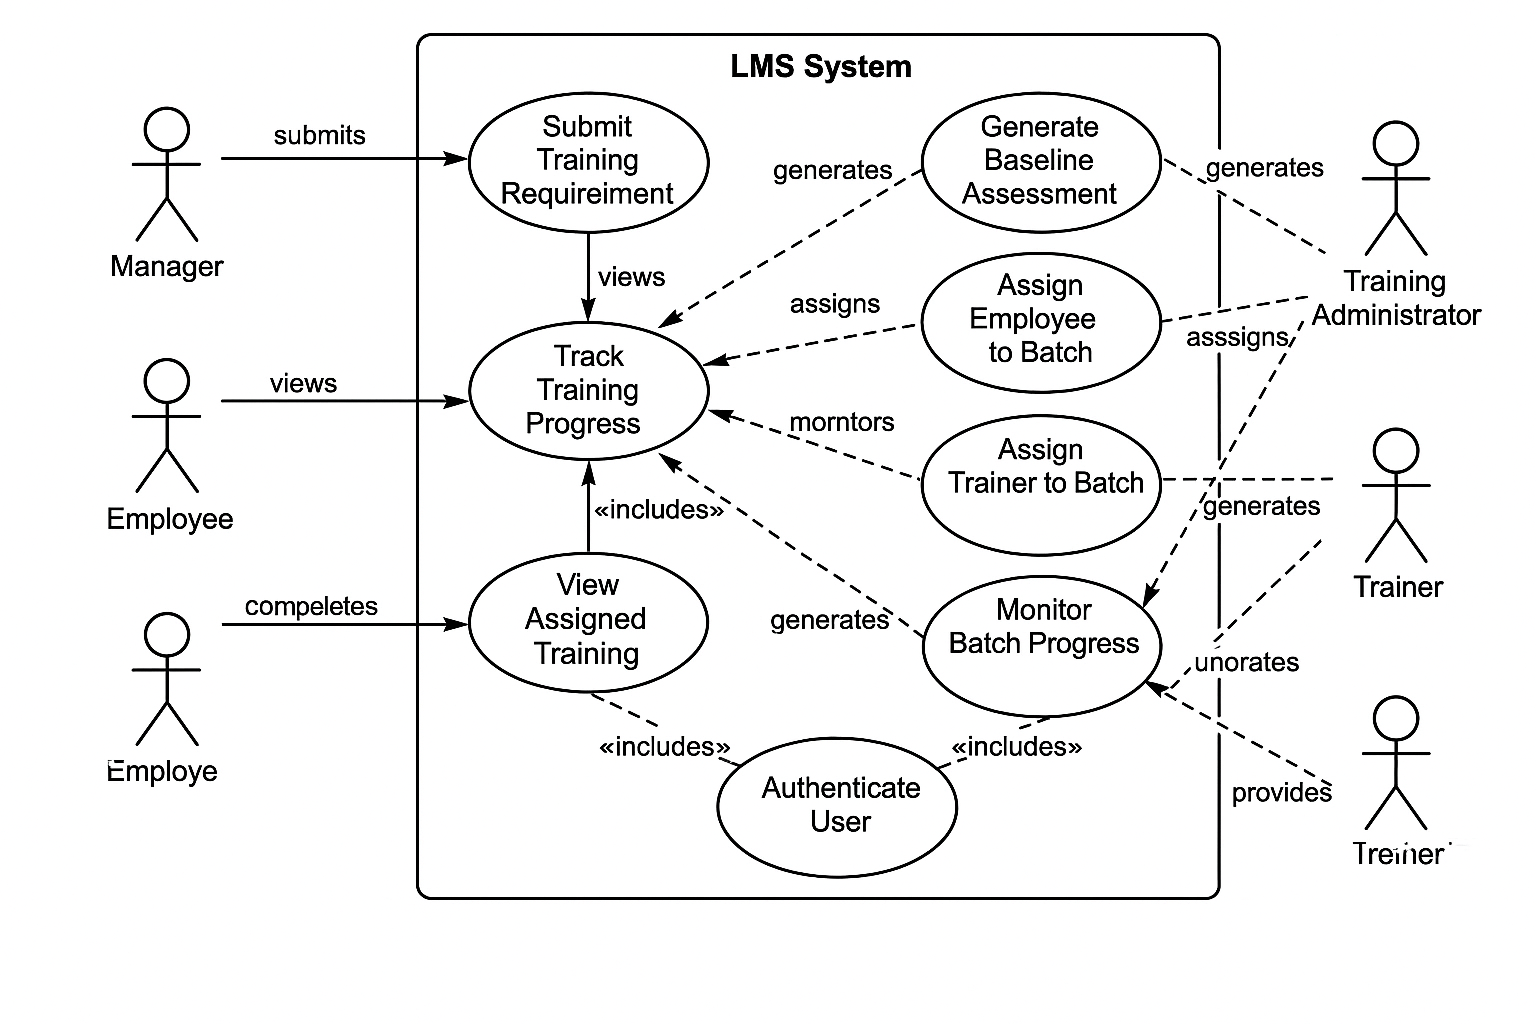 LMS System
submits
Submit
Training
Requireiment
Manager
views
views
Track
Training
Progress
Employee
«includes»
compeletes
View
Assigned
Training
Employe
«includes»
Authenticate
User
«includes»
generates
Generate
Baseline
Assessment
generates
Training
Administrator
assigns
Assign
Employee
to Batch
asssigns
morntors
Assign
Trainer to Batch
generates
Trainer
generates
Monitor
Batch Progress
unorates
provides